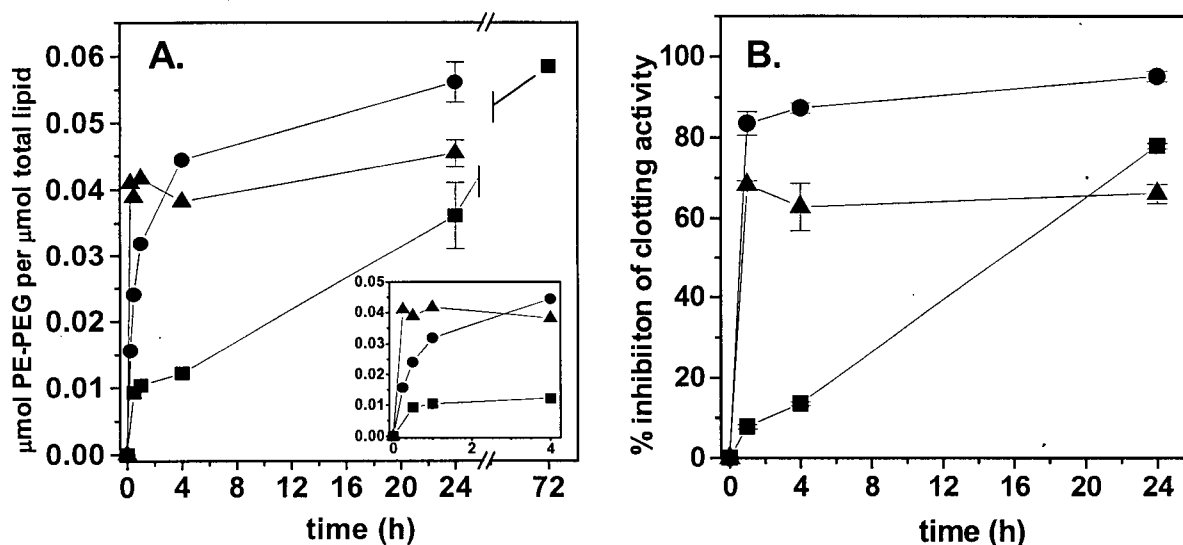 A.
μmol PE-PEG per μmol total lipid
0.06
0.05
0.04
0.03
0.02
0.01
0.00
0.05
0.04
0.03
0.02
0.01
0.00
0 2 4
0 4 8 12 16 20 24 72
time (h)
B.
% inhibiiton of clotting activity
100
80
60
40
20
0
0 4 8 12 16 20 24
time (h)